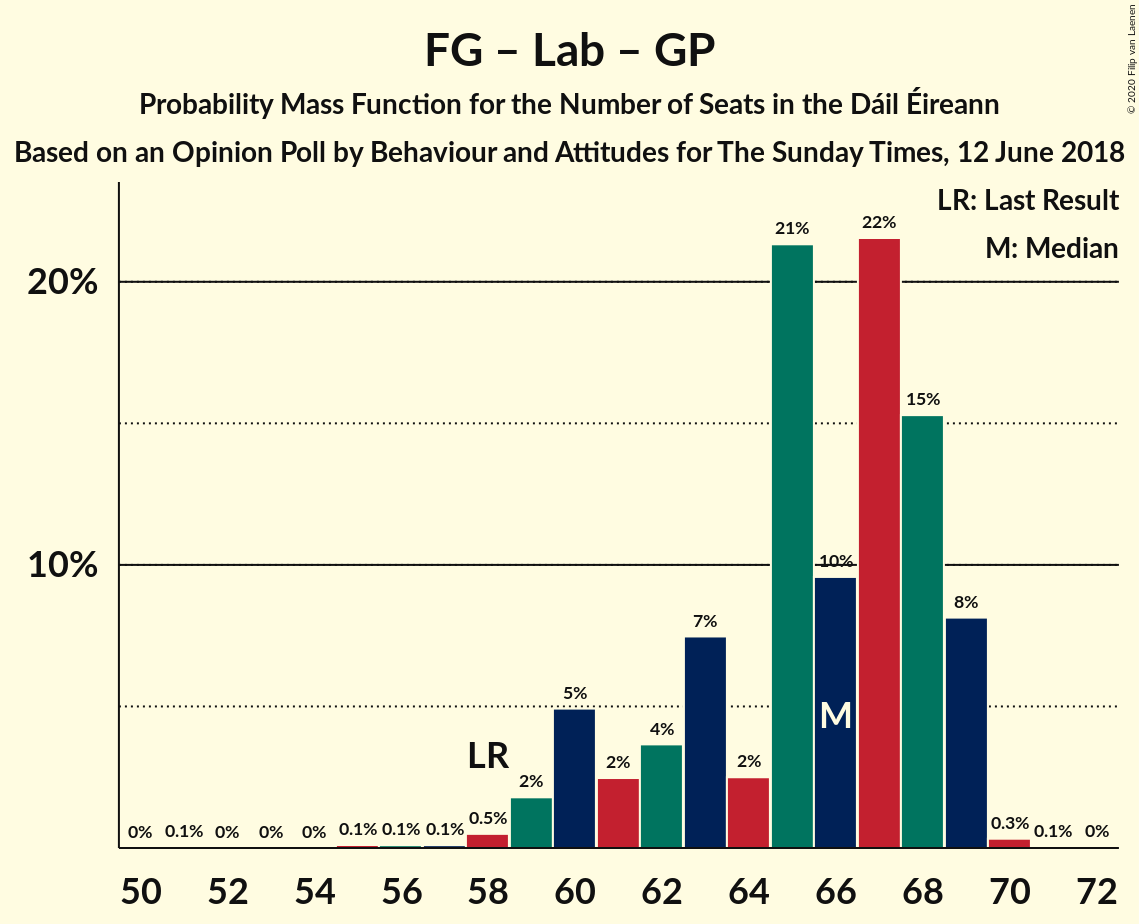 FG – Lab – GP
Probability Mass Function for the Number of Seats in the Dáil Éireann
Based on an Opinion Poll by Behaviour and Attitudes for The Sunday Times, 12 June 2018
© 2020 Filip van Laenen
LR: Last Result
M: Median
20%
10%
0% 0.1% 0% 0% 0% 0.1% 0.1% 0.1% 0.5% 2% 5% 2% 4% 7% 2% 21% 10% 22% 15% 8% 0.3% 0.1% 0%
LR
M
50 52 54 56 58 60 62 64 66 68 70 72